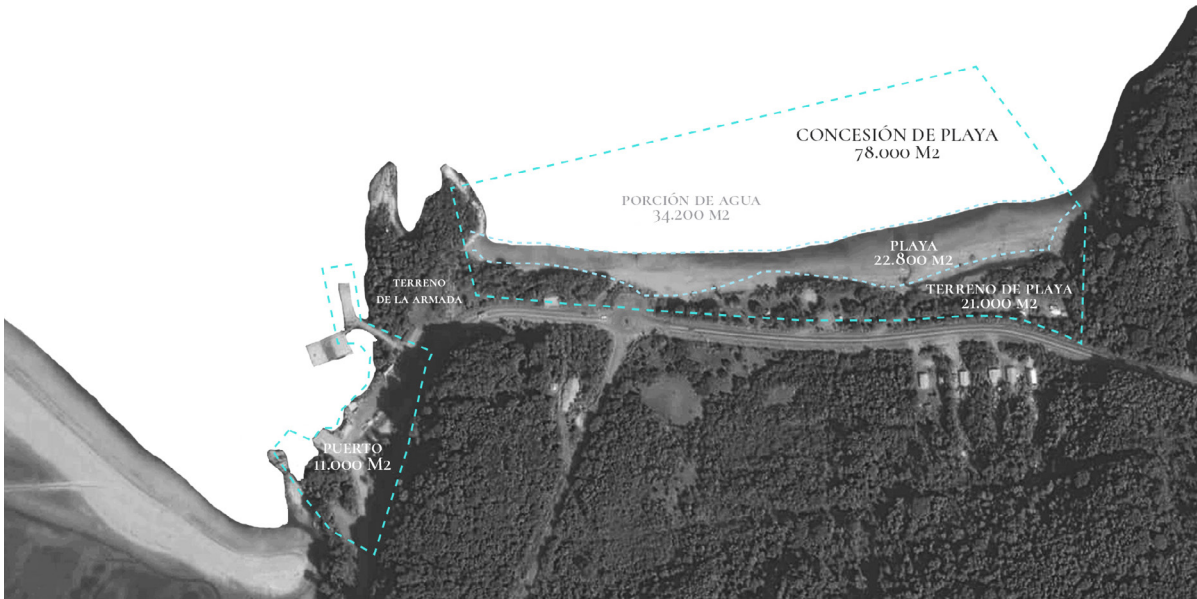 CONCESIÓN DE PLAYA
78.000 M2
PORCIÓN DE AGUA
34.200 M2
PLAYA
22.800 M2
TERRENO DE PLAYA
21.000 M2
TERRENO
DE LA ARMADA
PUERTO
11.000 M2